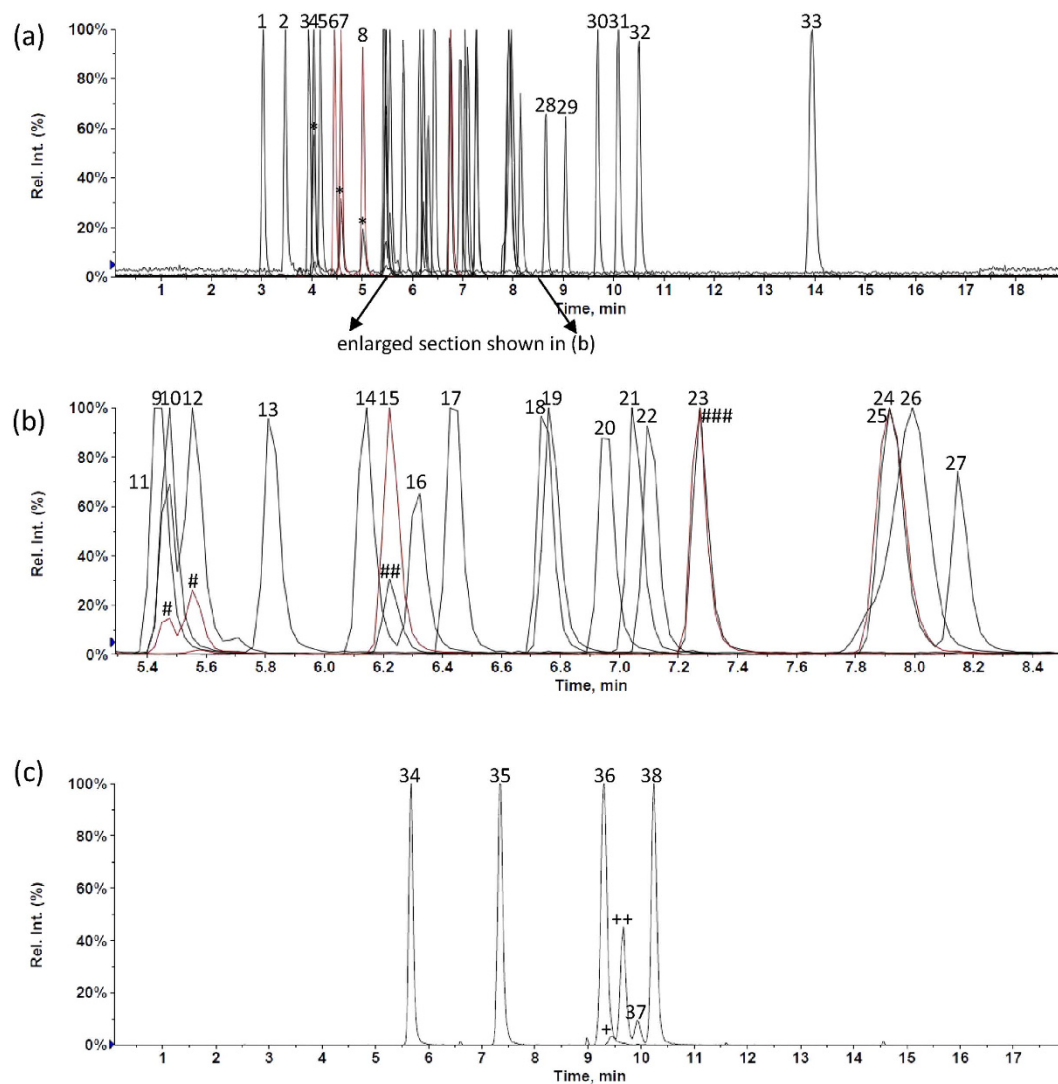 (a)
1 2 34567 8 30 31 32 33
28 29
* * *
Rel. Int. (%)
100%
80%
60%
40%
20%
0%
1 2 3 4 5 6 7 8 9 10 11 12 13 14 15 16 17 18
Time, min
enlarged section shown in (b)
(b)
9 10 12 13 14 15 17 18 19 20 21 22 23 24 26
### 25
11 16 27
# # ##
Rel. Int. (%)
100%
80%
60%
40%
20%
0%
5.4 5.6 5.8 6.0 6.2 6.4 6.6 6.8 7.0 7.2 7.4 7.6 7.8 8.0 8.2 8.4
Time, min
(c)
34 35 36 38
++
+ 37
Rel. Int. (%)
100%
80%
60%
40%
20%
0%
1 2 3 4 5 6 7 8 9 10 11 12 13 14 15 16 17
Time, min